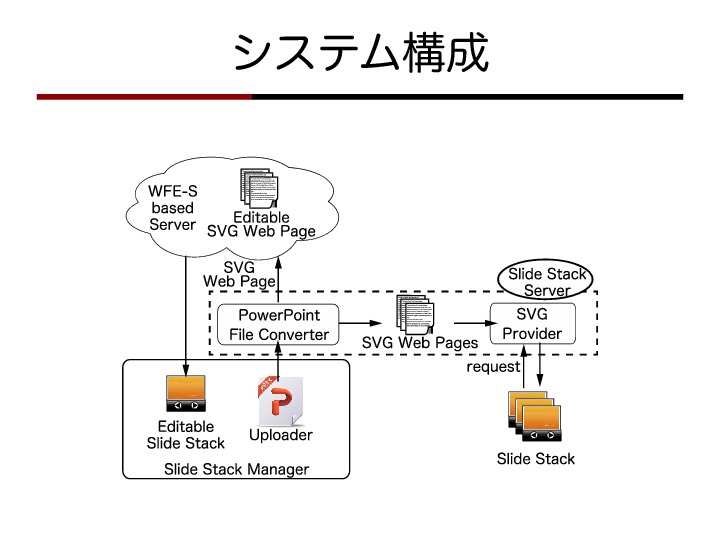 システム構成
WFE-S
based
Server
Editable
SVG Web Page
SVG
Web Page
Slide Stack
Server
PowerPoint
File Converter
SVG Web Pages
SVG
Provider
request
Editable
Slide Stack
Uploader
Slide Stack Manager
Slide Stack